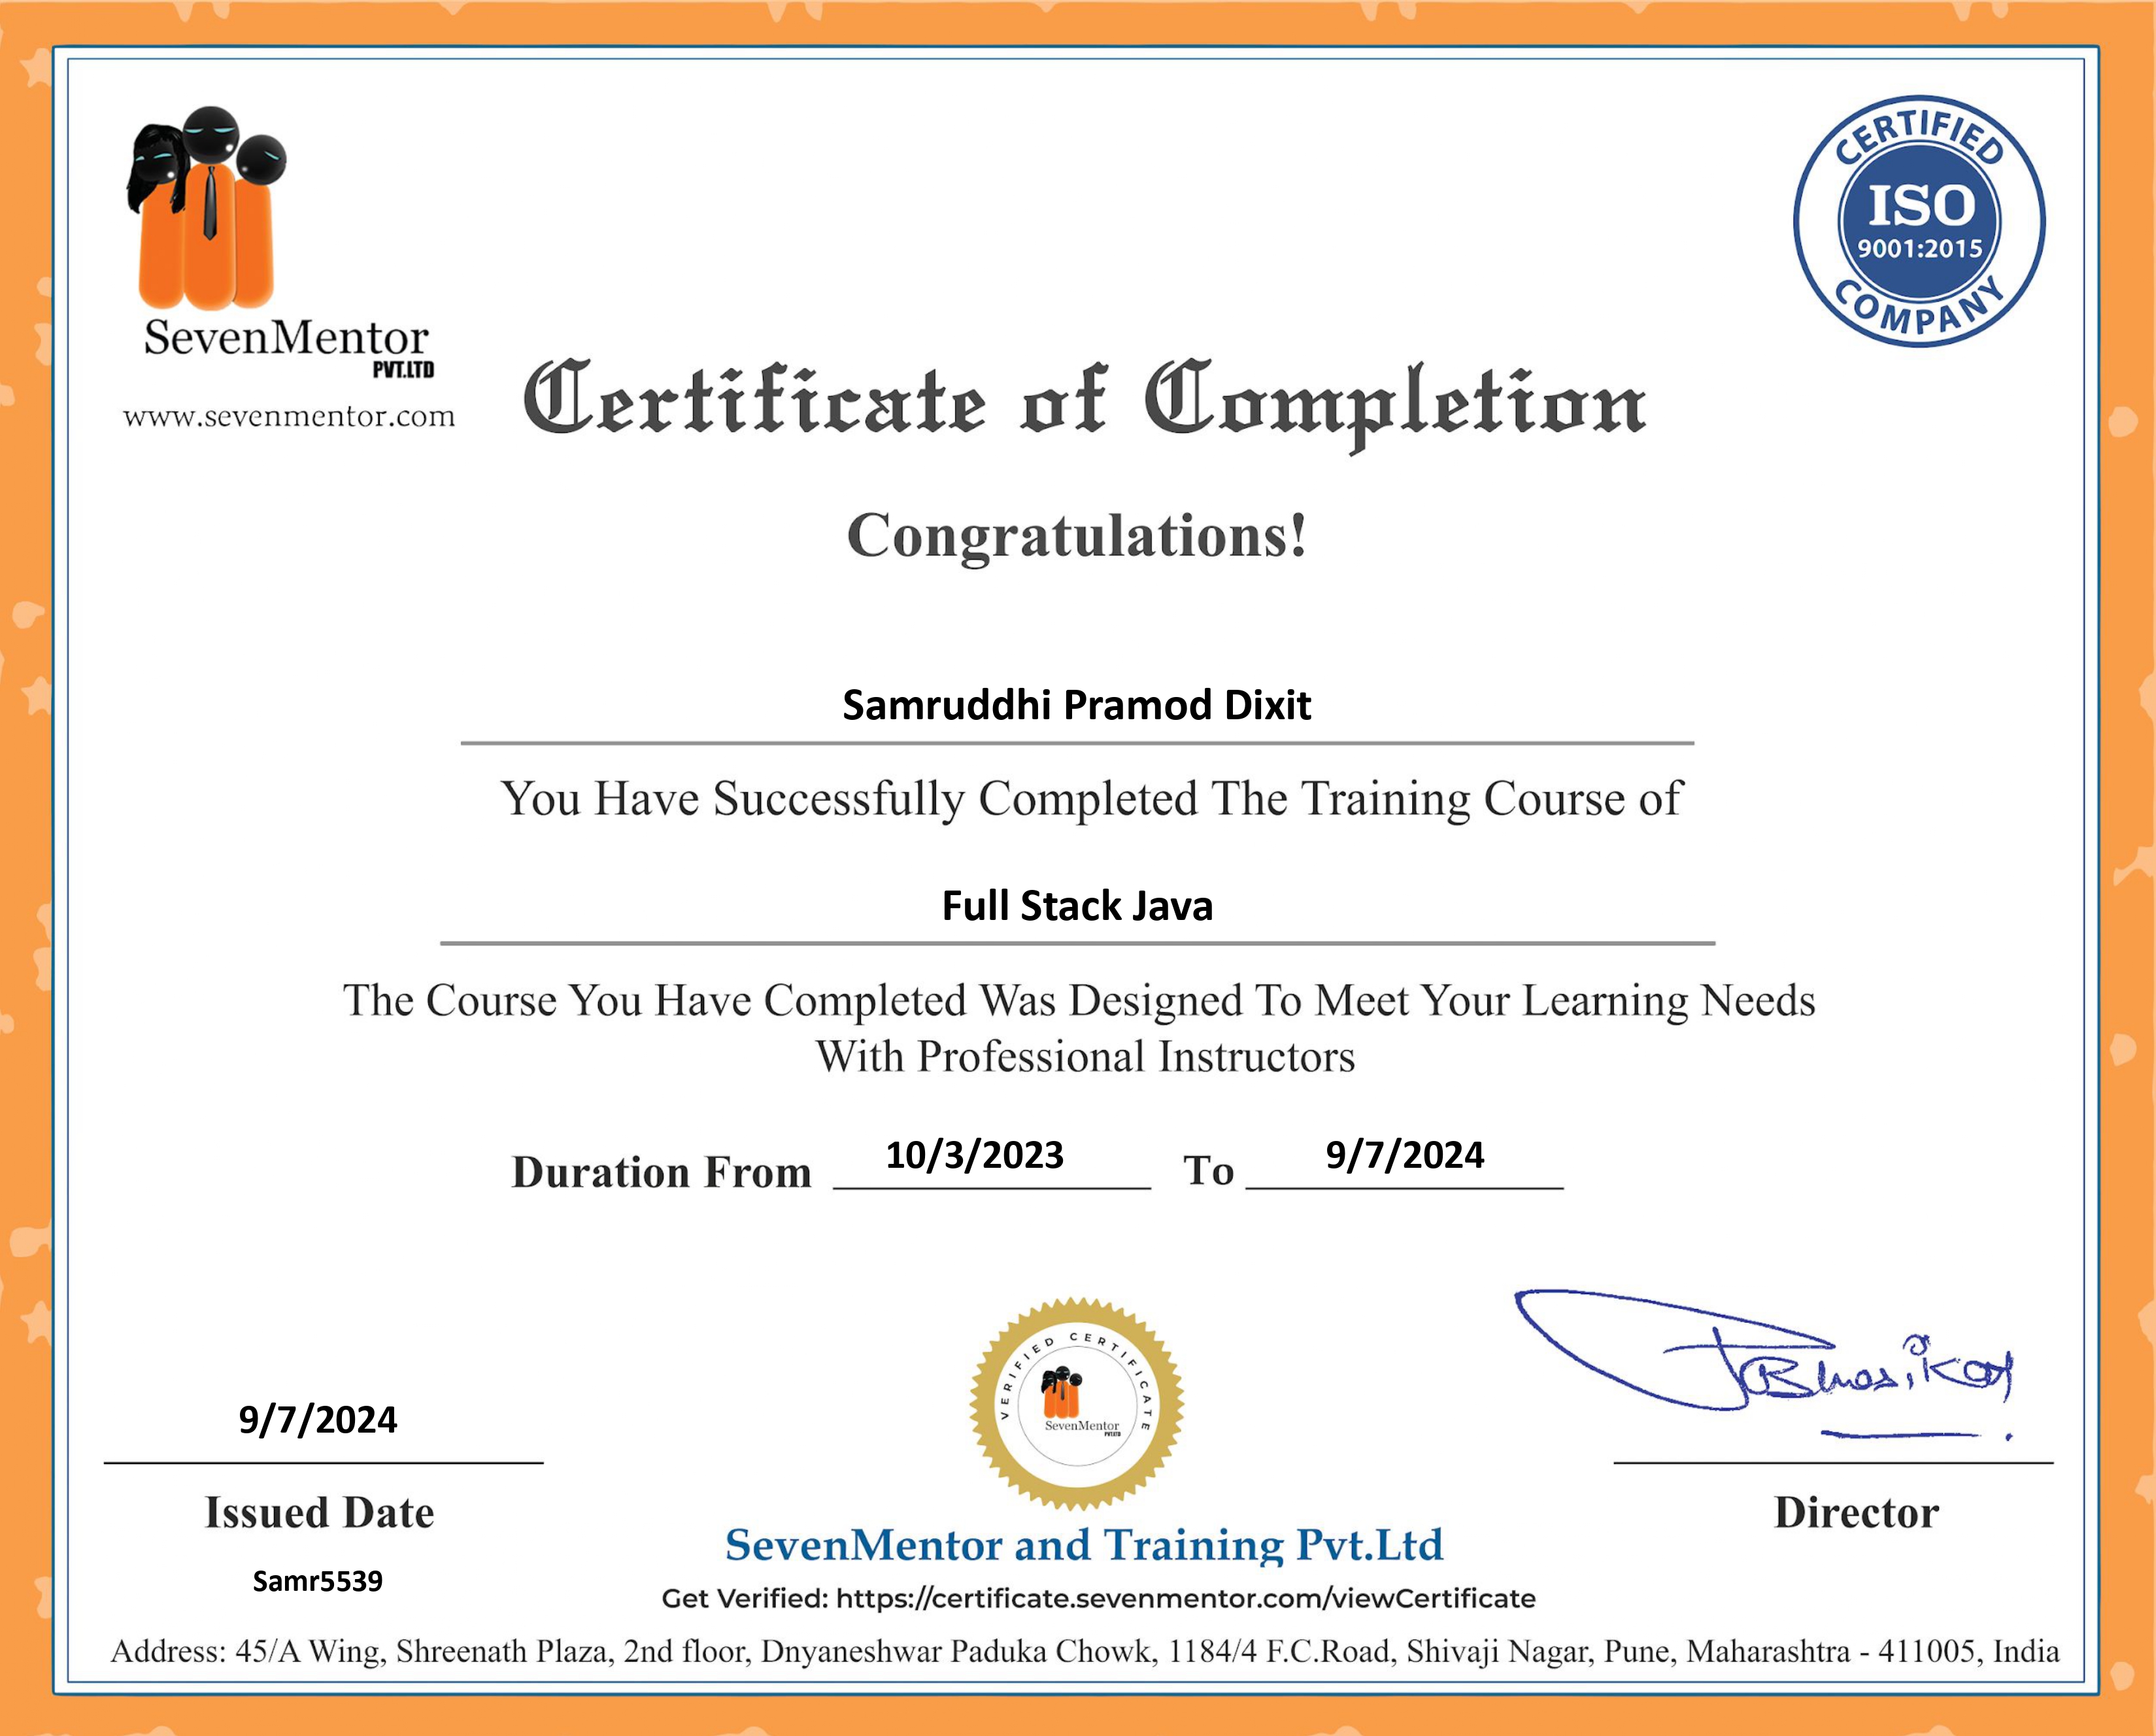 CERTIFIED
ISO
9001:2015
COMPANY
SevenMentor
PVT.LTD
www.sevenmentor.com
Certificate of Completion
Congratulations!
Samruddhi Pramod Dixit
You Have Successfully Completed The Training Course of
Full Stack Java
The Course You Have Completed Was Designed To Meet Your Learning Needs
With Professional Instructors
Duration From 10/3/2023 To 9/7/2024
VERIFIED CERTIFICATE
SevenMentor
PVT.LTD
9/7/2024
Issued Date
Director
Samr5539
SevenMentor and Training Pvt.Ltd
Get Verified: https://certificate.sevenmentor.com/viewCertificate
Address: 45/A Wing, Shreenath Plaza, 2nd floor, Dnyaneshwar Paduka Chowk, 1184/4 F.C.Road, Shivaji Nagar, Pune, Maharashtra - 411005, India